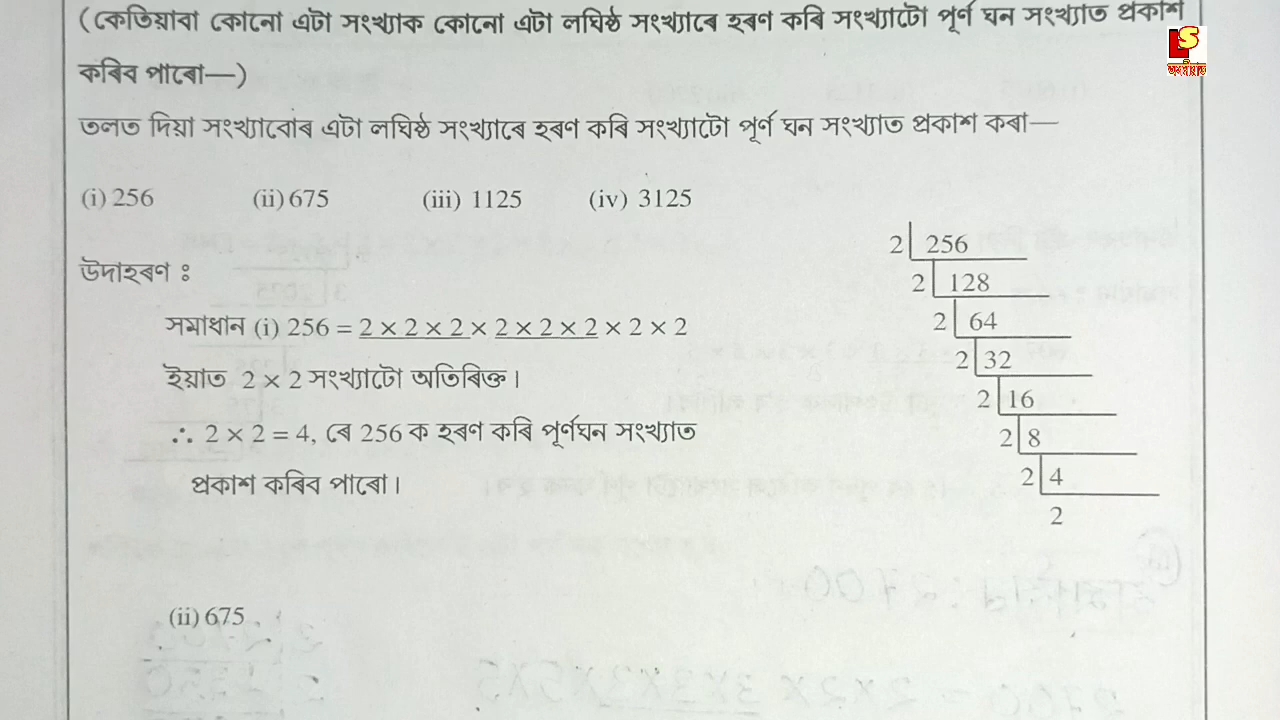 (কেতিয়াবা কোনো এটা সংখ্যাক কোনো এটা লঘিষ্ঠ সংখ্যাৰে হৰণ কৰি সংখ্যাটো পূৰ্ণ ঘন সংখ্যাত প্ৰকাশ
কৰিব পাৰো—)
তলত দিয়া সংখ্যাবোৰ এটা লঘিষ্ঠ সংখ্যাৰে হৰণ কৰি সংখ্যাটো পূৰ্ণ ঘন সংখ্যাত প্ৰকাশ কৰা—
(i) 256 (ii) 675 (iii) 1125 (iv) 3125
উদাহৰণ ঃ
সমাধান (i) 256 = 2 × 2 × 2 × 2 × 2 × 2 × 2 × 2
ইয়াত 2 × 2 সংখ্যাটো অতিৰিক্ত।
∴ 2 × 2 = 4, ৰে 256 ক হৰণ কৰি পূৰ্ণঘন সংখ্যাত
প্ৰকাশ কৰিব পাৰো।
2 256
2 128
2 64
2 32
2 16
2 8
2 4
2
(ii) 675